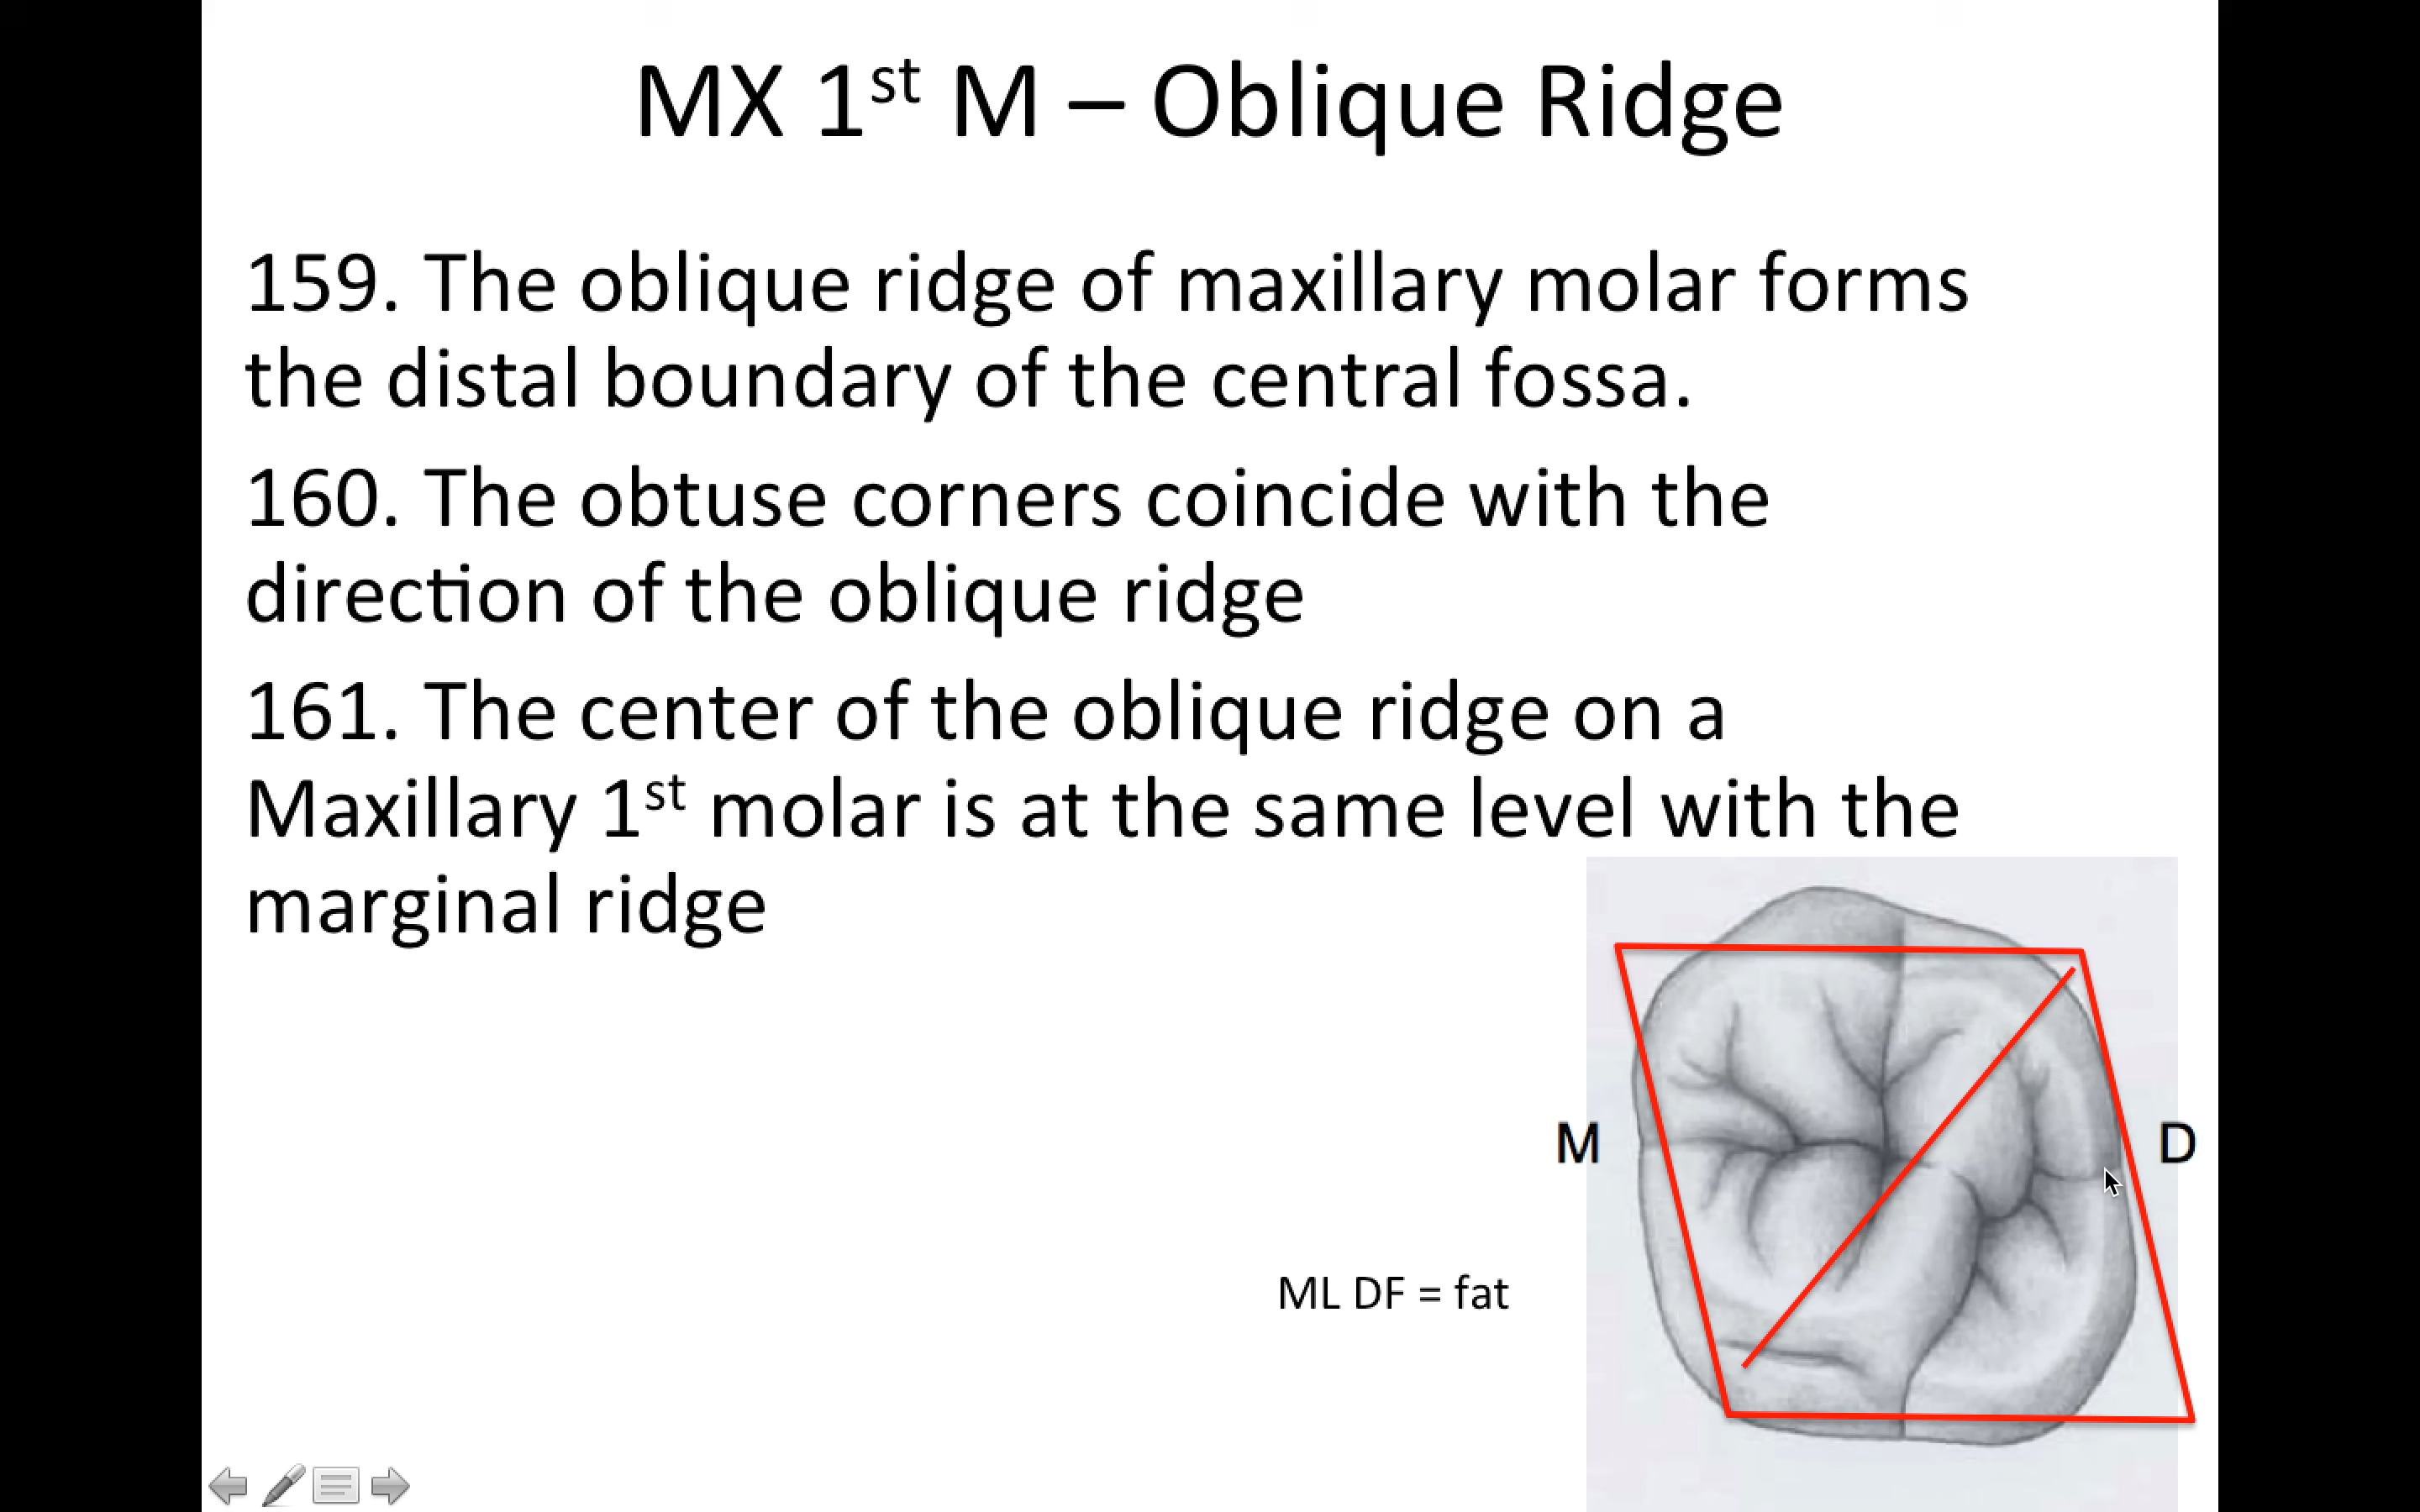 MX 1st M – Oblique Ridge
159. The oblique ridge of maxillary molar forms
the distal boundary of the central fossa.
160. The obtuse corners coincide with the
direction of the oblique ridge
161. The center of the oblique ridge on a
Maxillary 1st molar is at the same level with the
marginal ridge
M
D
ML DF = fat